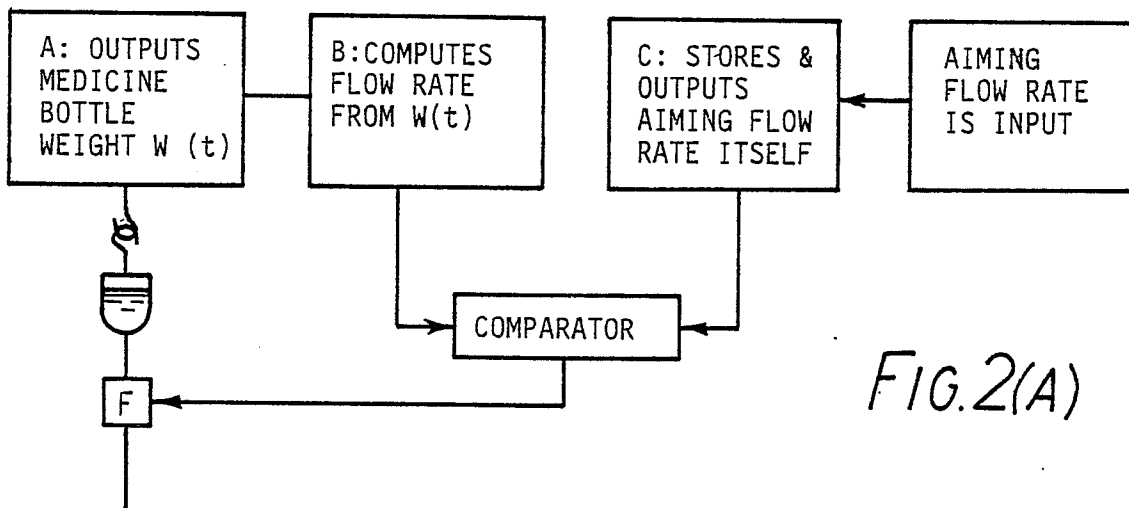 A: OUTPUTS
MEDICINE
BOTTLE
WEIGHT W (t)
B:COMPUTES
FLOW RATE
FROM W(t)
C: STORES &
OUTPUTS
AIMING FLOW
RATE ITSELF
AIMING
FLOW RATE
IS INPUT
COMPARATOR
F
FIG.2(A)